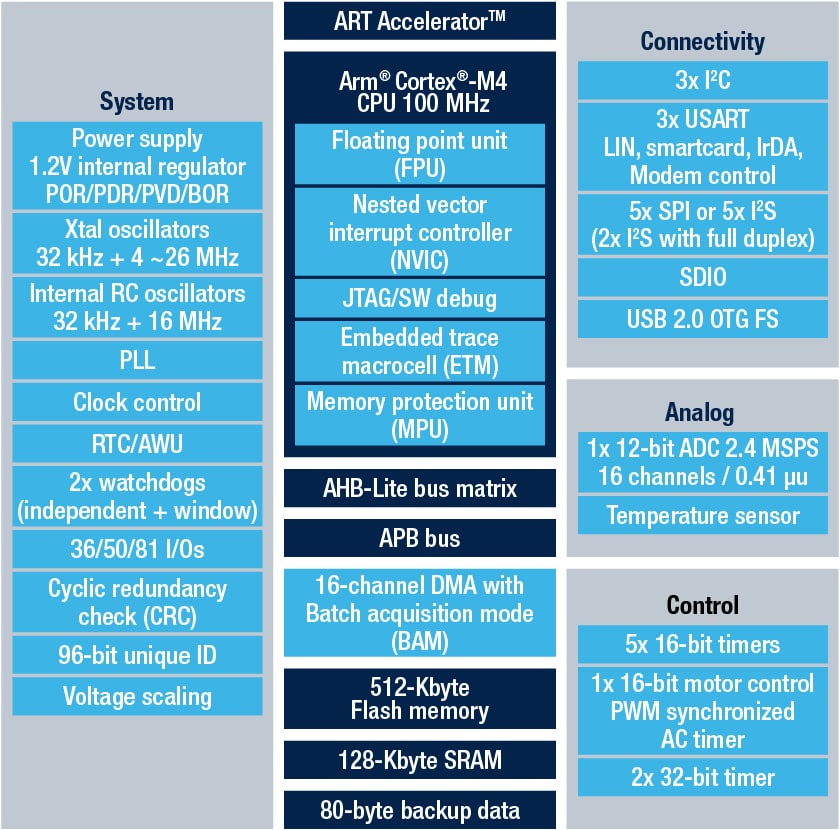 System
Power supply
1.2V internal regulator
POR/PDR/PVD/BOR
Xtal oscillators
32 kHz + 4 ~26 MHz
Internal RC oscillators
32 kHz + 16 MHz
PLL
Clock control
RTC/AWU
2x watchdogs
(independent + window)
36/50/81 I/Os
Cyclic redundancy
check (CRC)
96-bit unique ID
Voltage scaling
ART Accelerator™
Arm® Cortex®-M4
CPU 100 MHz
Floating point unit
(FPU)
Nested vector
interrupt controller
(NVIC)
JTAG/SW debug
Embedded trace
macrocell (ETM)
Memory protection unit
(MPU)
AHB-Lite bus matrix
APB bus
16-channel DMA with
Batch acquisition mode
(BAM)
512-Kbyte
Flash memory
128-Kbyte SRAM
80-byte backup data
Connectivity
3x I²C
3x USART
LIN, smartcard, IrDA,
Modem control
5x SPI or 5x I²S
(2x I²S with full duplex)
SDIO
USB 2.0 OTG FS
Analog
1x 12-bit ADC 2.4 MSPS
16 channels / 0.41 µu
Temperature sensor
Control
5x 16-bit timers
1x 16-bit motor control
PWM synchronized
AC timer
2x 32-bit timer